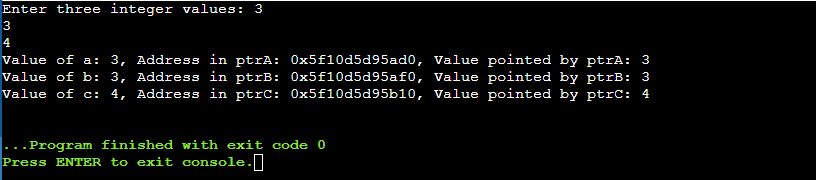 Enter three integer values: 3
3
4
Value of a: 3, Address in ptrA: 0x5f10d5d95ad0, Value pointed by ptrA: 3
Value of b: 3, Address in ptrB: 0x5f10d5d95af0, Value pointed by ptrB: 3
Value of c: 4, Address in ptrC: 0x5f10d5d95b10, Value pointed by ptrC: 4
...Program finished with exit code 0
Press ENTER to exit console.